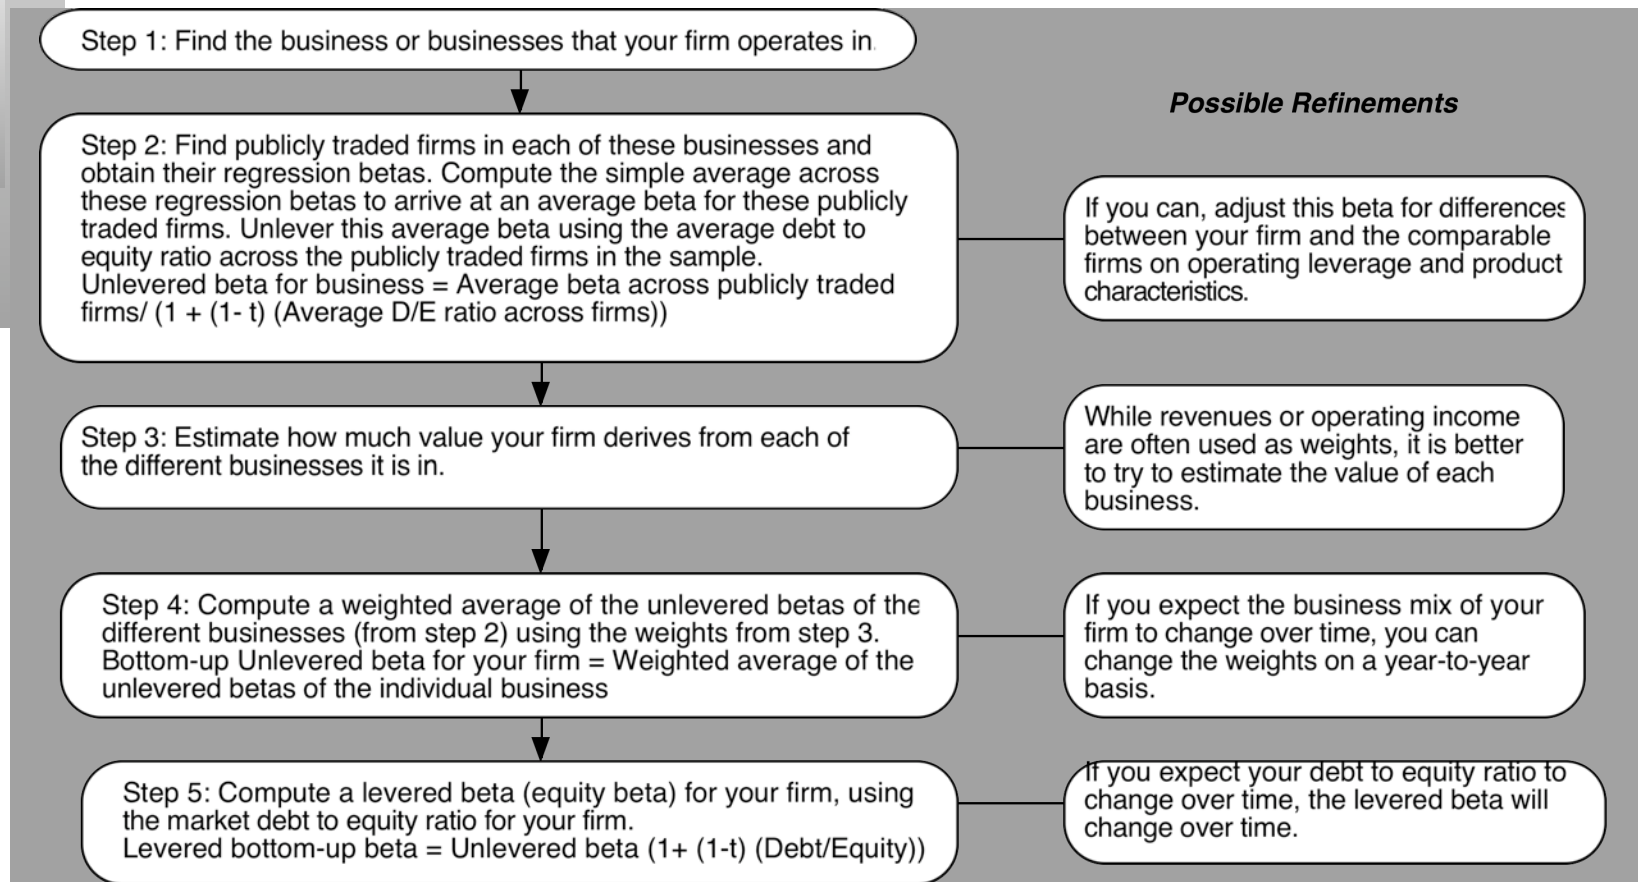 Step 1: Find the business or businesses that your firm operates in.
Possible Refinements
Step 2: Find publicly traded firms in each of these businesses and
obtain their regression betas. Compute the simple average across
these regression betas to arrive at an average beta for these publicly
traded firms. Unlever this average beta using the average debt to
equity ratio across the publicly traded firms in the sample.
Unlevered beta for business = Average beta across publicly traded
firms/ (1 + (1- t) (Average D/E ratio across firms))
If you can, adjust this beta for differences
between your firm and the comparable
firms on operating leverage and product
characteristics.
Step 3: Estimate how much value your firm derives from each of
the different businesses it is in.
While revenues or operating income
are often used as weights, it is better
to try to estimate the value of each
business.
Step 4: Compute a weighted average of the unlevered betas of the
different businesses (from step 2) using the weights from step 3.
Bottom-up Unlevered beta for your firm = Weighted average of the
unlevered betas of the individual business
If you expect the business mix of your
firm to change over time, you can
change the weights on a year-to-year
basis.
Step 5: Compute a levered beta (equity beta) for your firm, using
the market debt to equity ratio for your firm.
Levered bottom-up beta = Unlevered beta (1+ (1-t) (Debt/Equity))
If you expect your debt to equity ratio to
change over time, the levered beta will
change over time.